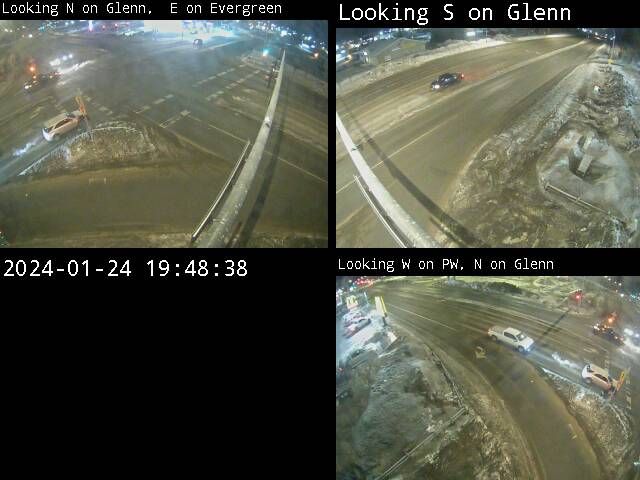 Looking N on Glenn,  E on Evergreen
Looking S on Glenn
2024-01-24 19:48:38
Looking W on PW, N on Glenn